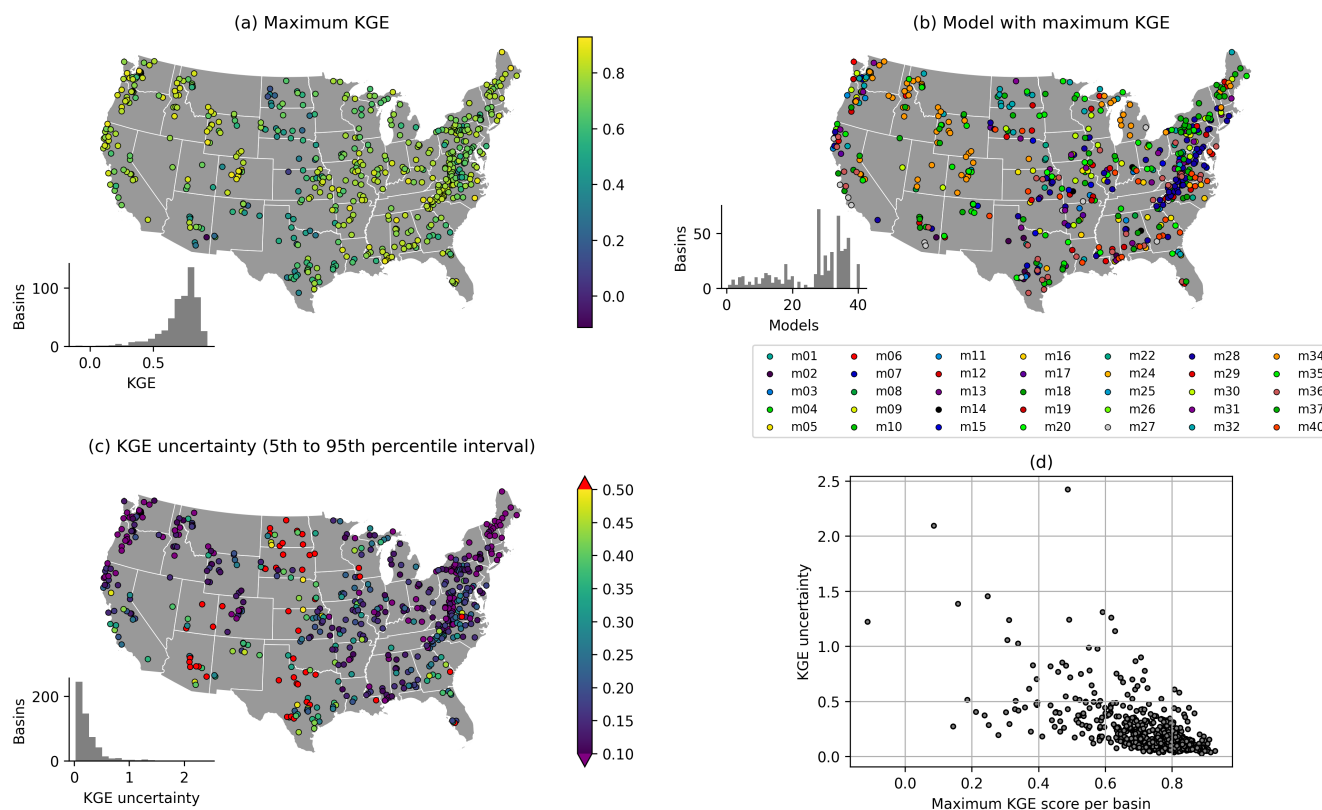 (a) Maximum KGE
0.8
0.6
0.4
0.2
0.0
100
0
Basins
0.0 0.5
KGE
(b) Model with maximum KGE
50
0
Basins
0 20 40
Models
m01 m06 m11 m16 m22 m28 m34
m02 m07 m12 m17 m24 m29 m35
m03 m08 m13 m18 m25 m30 m36
m04 m09 m14 m19 m26 m31 m37
m05 m10 m15 m20 m27 m32 m40
(c) KGE uncertainty (5th to 95th percentile interval)
0.50
0.45
0.40
0.35
0.30
0.25
0.20
0.15
0.10
200
0
Basins
0 1 2
KGE uncertainty
(d)
2.5
2.0
1.5
1.0
0.5
0.0
KGE uncertainty
0.0 0.2 0.4 0.6 0.8
Maximum KGE score per basin